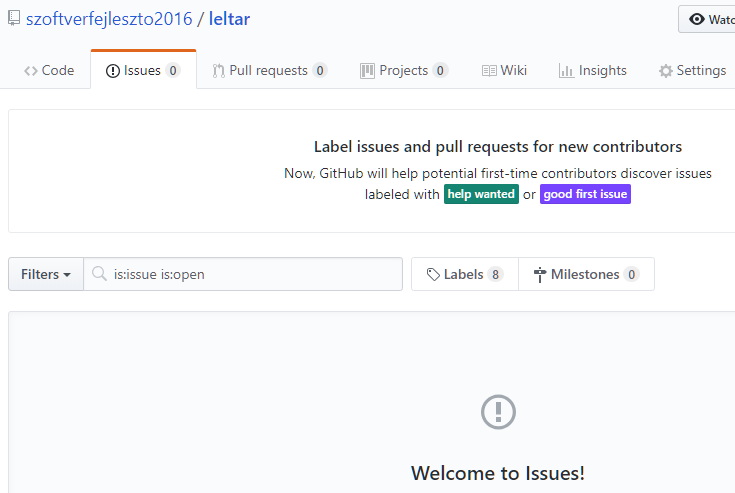 szoftverfejleszto2016 / leltar
Code Issues 0 Pull requests 0 Projects 0 Wiki Insights Settings
Label issues and pull requests for new contributors
Now, GitHub will help potential first-time contributors discover issues
labeled with help wanted or good first issue
Filters is:issue is:open Labels 8 Milestones 0
Welcome to Issues!